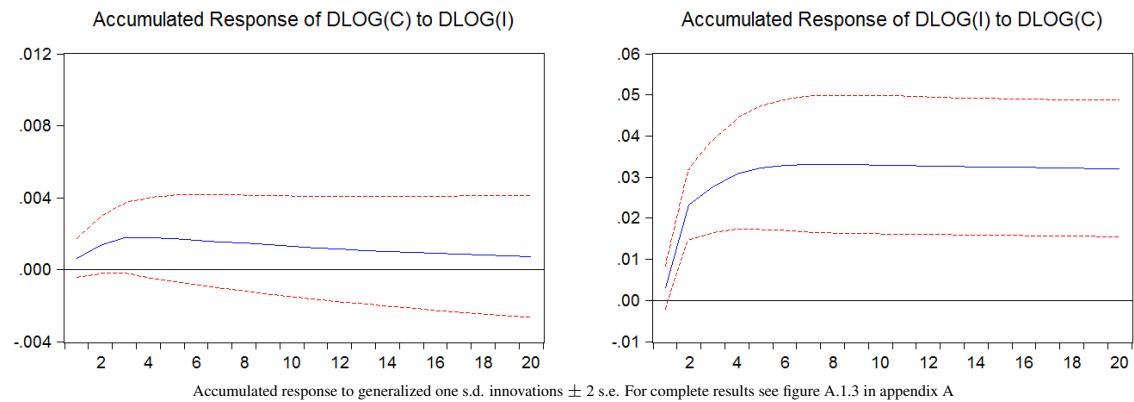 Accumulated Response of DLOG(C) to DLOG(I)
.012
.008
.004
.000
-.004
2 4 6 8 10 12 14 16 18 20
Accumulated Response of DLOG(I) to DLOG(C)
.06
.05
.04
.03
.02
.01
.00
-.01
2 4 6 8 10 12 14 16 18 20
Accumulated response to generalized one s.d. innovations ± 2 s.e. For complete results see figure A.1.3 in appendix A